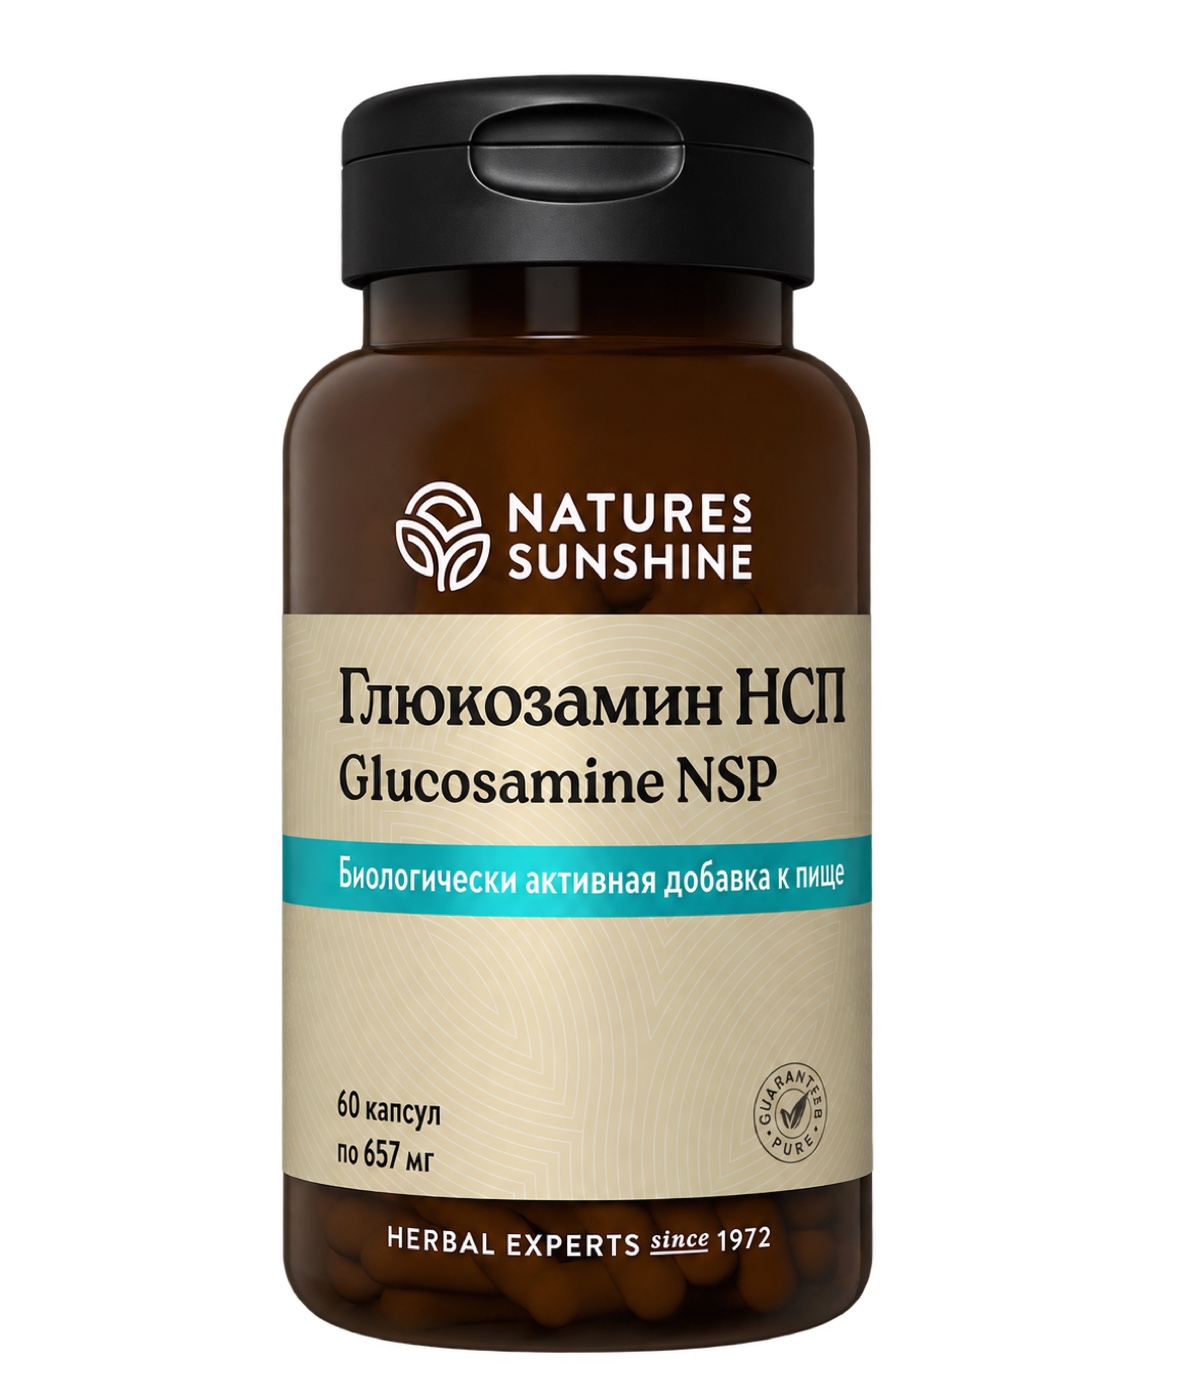 NATURES
SUNSHINE
Глюкозамин НСП
Glucosamine NSP
Биологически активная добавка к пище
60 капсул
по 657 мг
GUARANTEEB
PURE
HERBAL EXPERTS since 1972